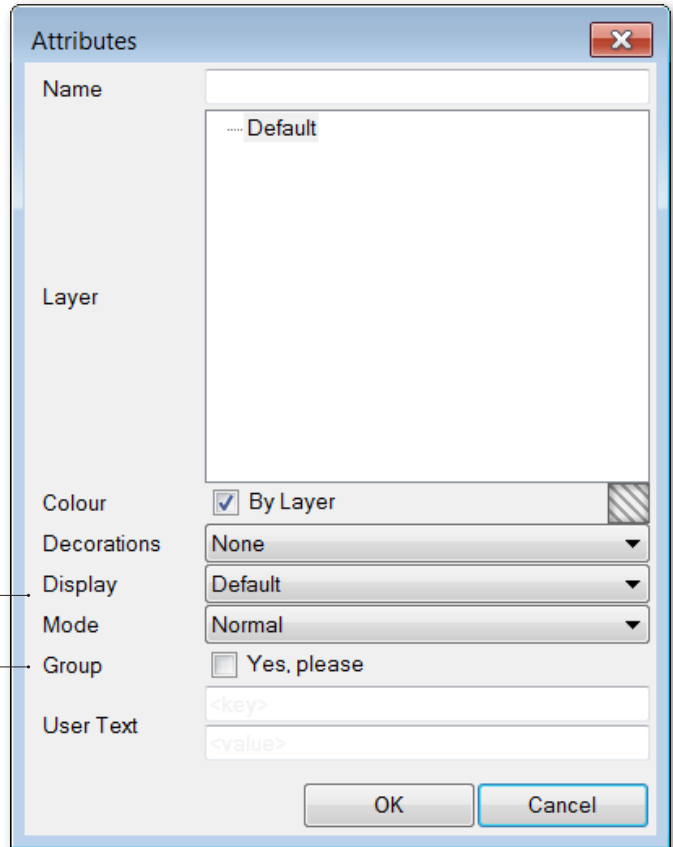 Attributes
Name
Default
Layer
Colour By Layer
Decorations None
Display Default
Mode Normal
Group Yes, please
<key>
User Text
<value>
OK Cancel